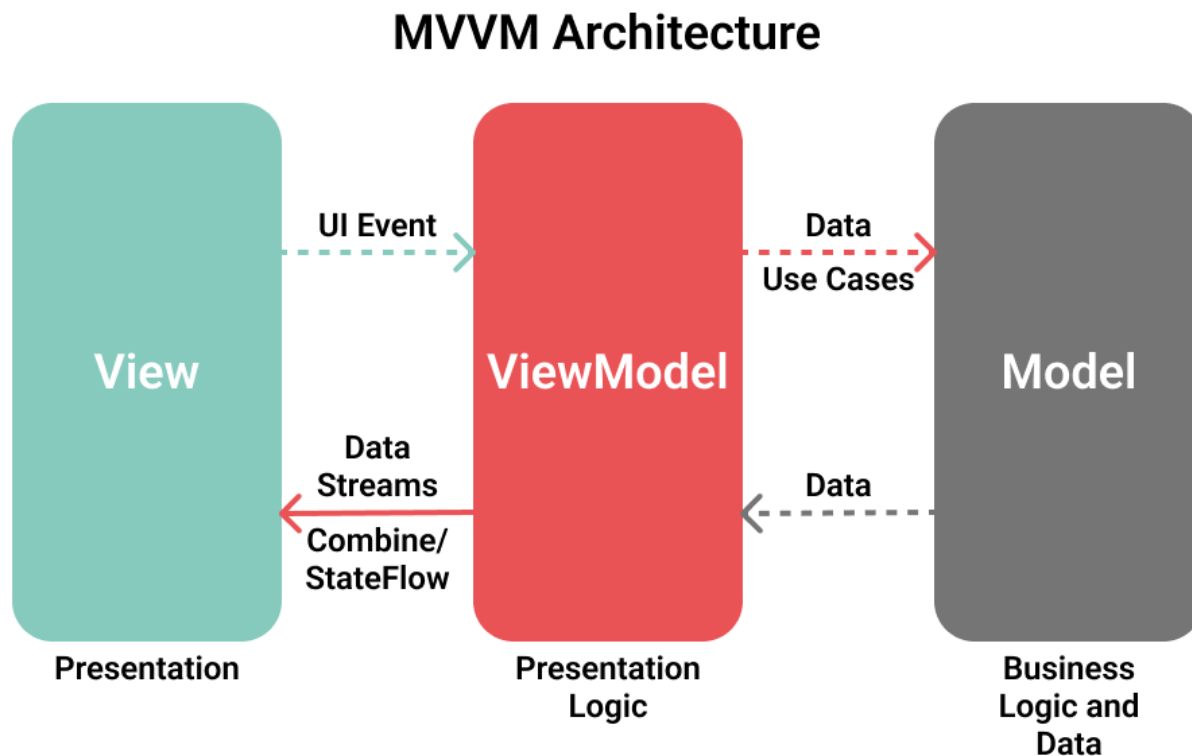 MVVM Architecture
UI Event
Data
Use Cases
View
ViewModel
Model
Data
Streams
Combine/
StateFlow
Data
Presentation
Presentation
Logic
Business
Logic and
Data